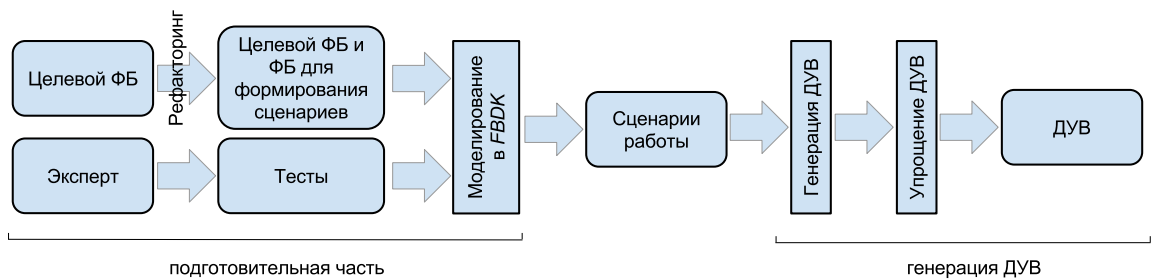 Целевой ФБ
Рефакторинг
Целевой ФБ и
ФБ для
формирования
сценариев
Эксперт
Тесты
Моделирование
в FBDK
Сценарии
работы
Генерация ДУВ
Упрощение ДУВ
ДУВ
подготовительная часть
генерация ДУВ